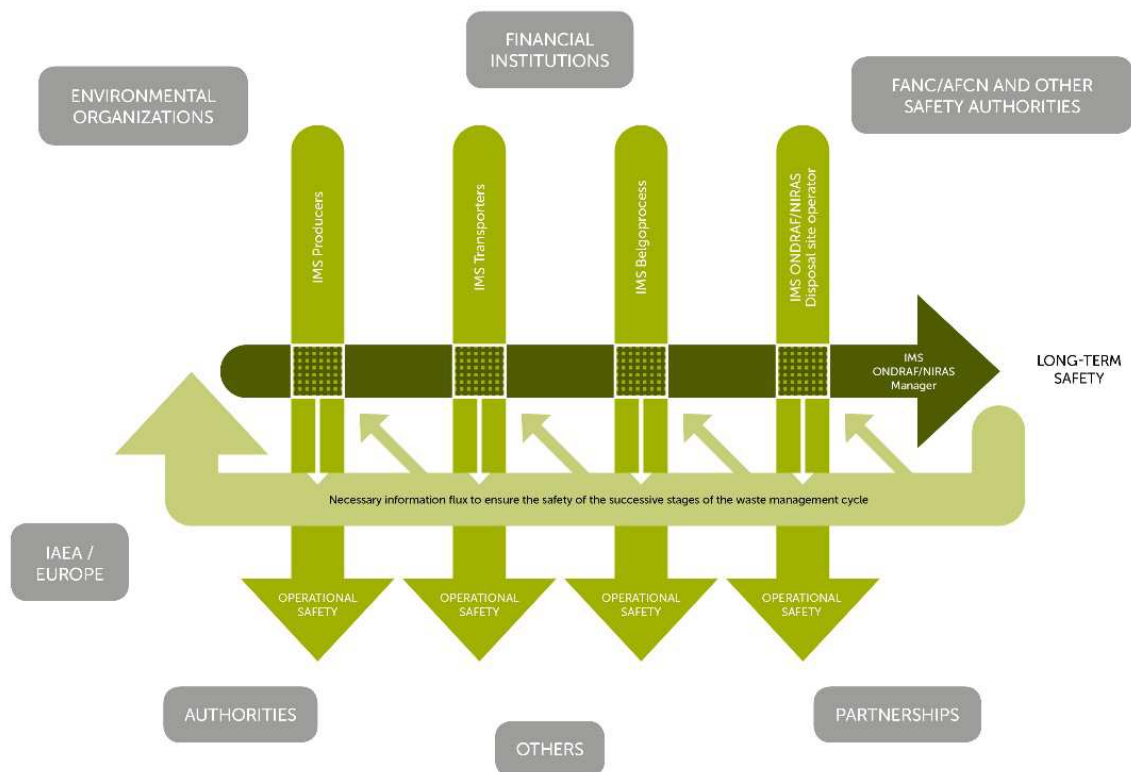 FINANCIAL
INSTITUTIONS
ENVIRONMENTAL
ORGANIZATIONS
FANC/AFCN AND OTHER
SAFETY AUTHORITIES
IMS Producers
IMS Transporters
IMS Belgoprocess
IMS ONDRAF/NIRAS
Disposal site operator
IMS
ONDRAF/NIRAS
Manager
LONG-TERM
SAFETY
Necessary information flux to ensure the safety of the successive stages of the waste management cycle
IAEA /
EUROPE
OPERATIONAL
SAFETY
OPERATIONAL
SAFETY
OPERATIONAL
SAFETY
OPERATIONAL
SAFETY
AUTHORITIES
OTHERS
PARTNERSHIPS